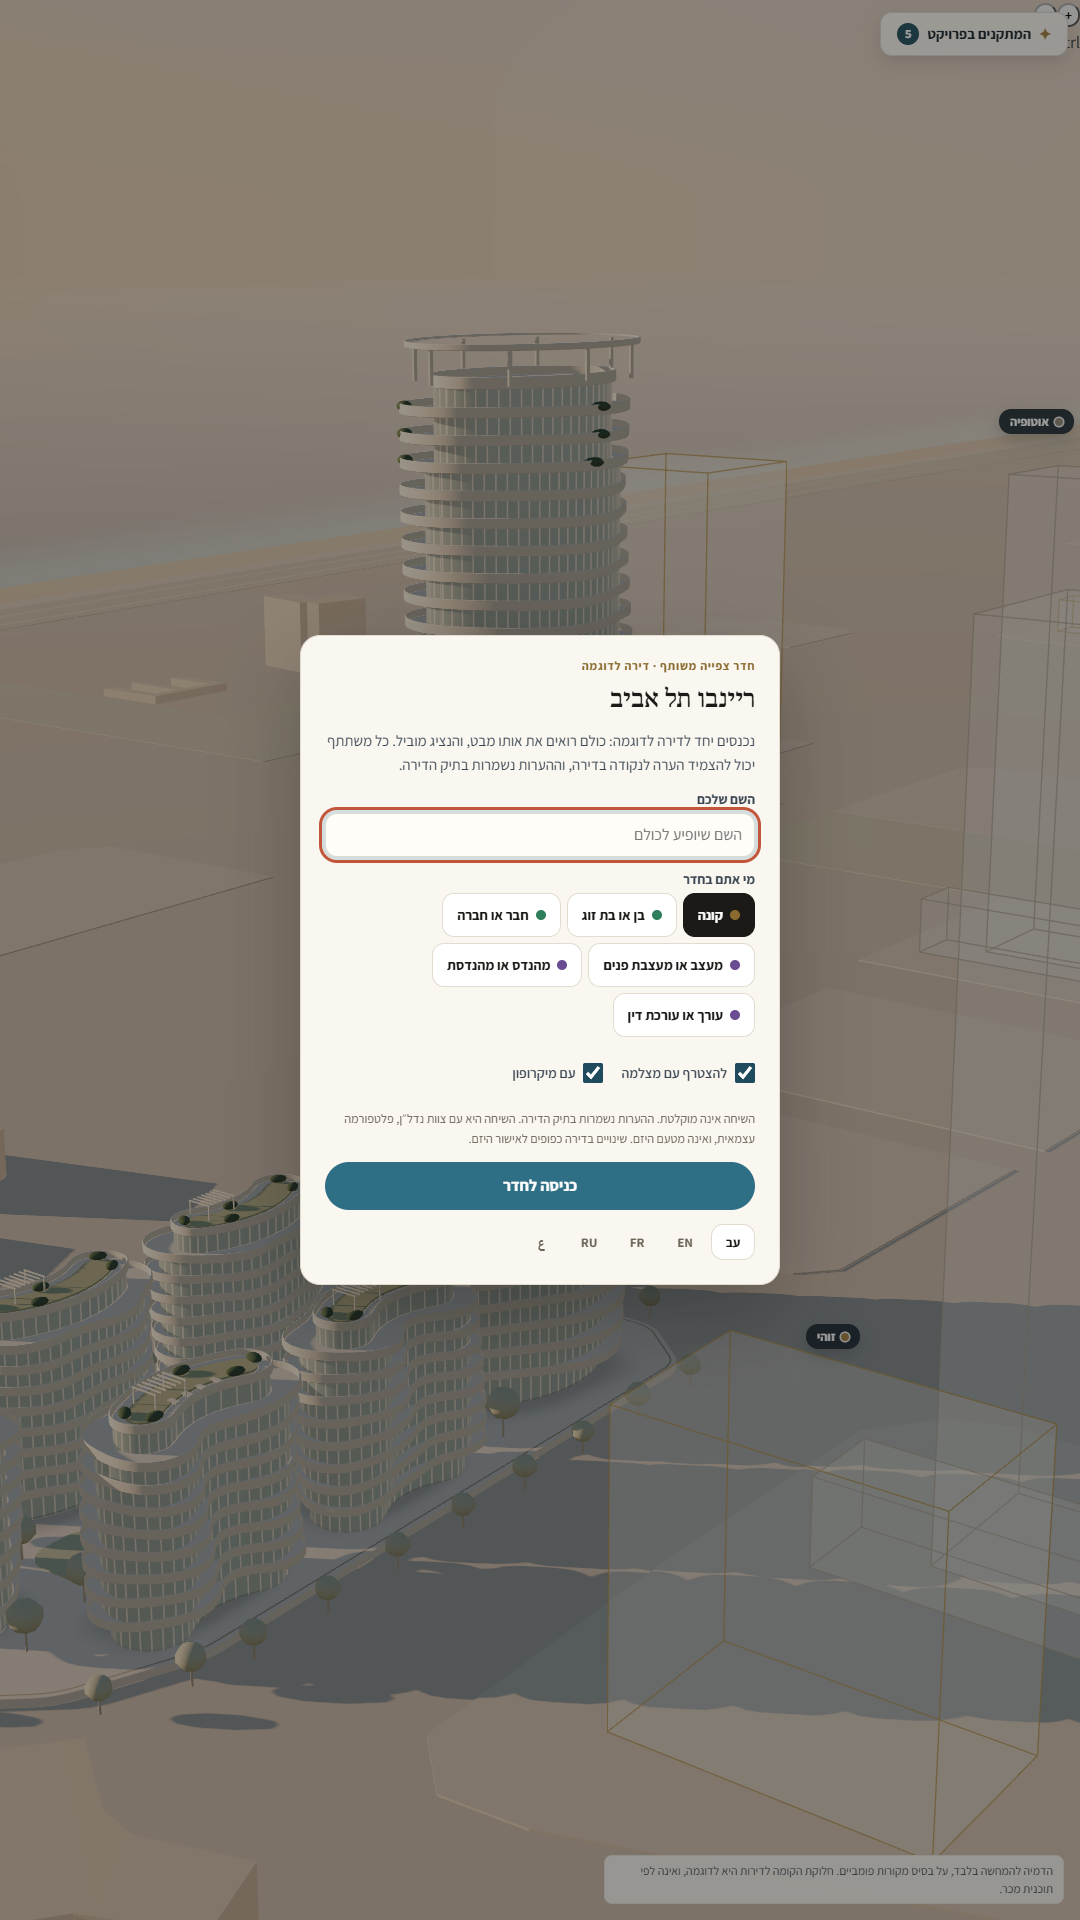 +
המתקנים בפרויקט 5
אוטופיה
חדר צפייה משותף · דירה לדוגמה
ריינבו תל אביב
נכנסים יחד לדירה לדוגמה: כולם רואים את אותו מבט, והנציג מוביל. כל משתתף
יכול להצמיד הערה לנקודה בדירה, וההערות נשמרות בתיק הדירה.
השם שלכם
השם שיופיע לכולם
מי אתם בחדר
קונה
בן או בת זוג
חבר או חברה
מעצב או מעצבת פנים
מהנדס או מהנדסת
עורך או עורכת דין
להצטרף עם מצלמה
עם מיקרופון
השיחה אינה מוקלטת. ההערות נשמרות בתיק הדירה. השיחה היא עם צוות נדל״ן, פלטפורמה
עצמאית, ואינה מטעם היזם. שינויים בדירה כפופים לאישור היזם.
כניסה לחדר
עב
EN
FR
RU
ع
זוהי
הדמיה להמחשה בלבד, על בסיס מקורות פומביים. חלוקת הקומה לדירות היא לדוגמה, ואינה לפי
תוכנית מכר.